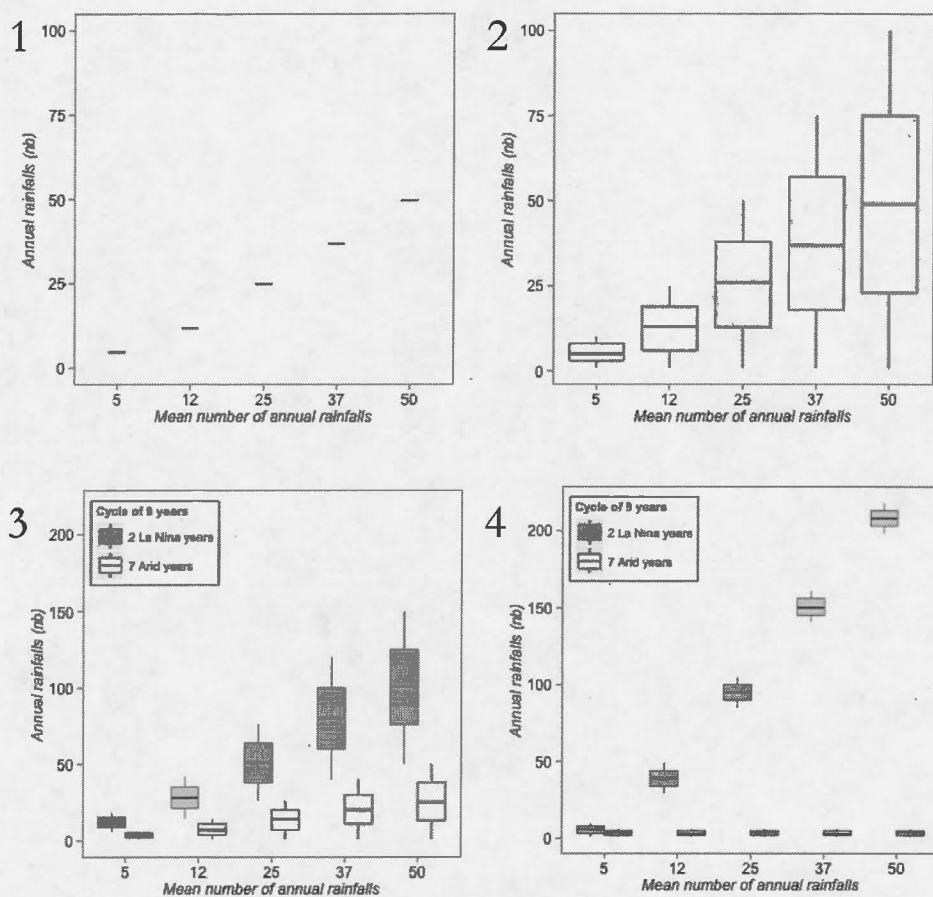 1
100
75
50
25
0
Annual rainfalls (nb)
5 12 25 37 50
Mean number of annual rainfalls
2
100
75
50
25
0
Annual rainfalls (nb)
5 12 25 37 50
Mean number of annual rainfalls
3
Cycle of 9 years
2 La Nina years
7 Arid years
200
150
100
50
0
Annual rainfalls (nb)
5 12 25 37 50
Mean number of annual rainfalls
4
Cycle of 9 years
2 La Nina years
7 Arid years
200
150
100
50
0
Annual rainfalls (nb)
5 12 25 37 50
Mean number of annual rainfalls